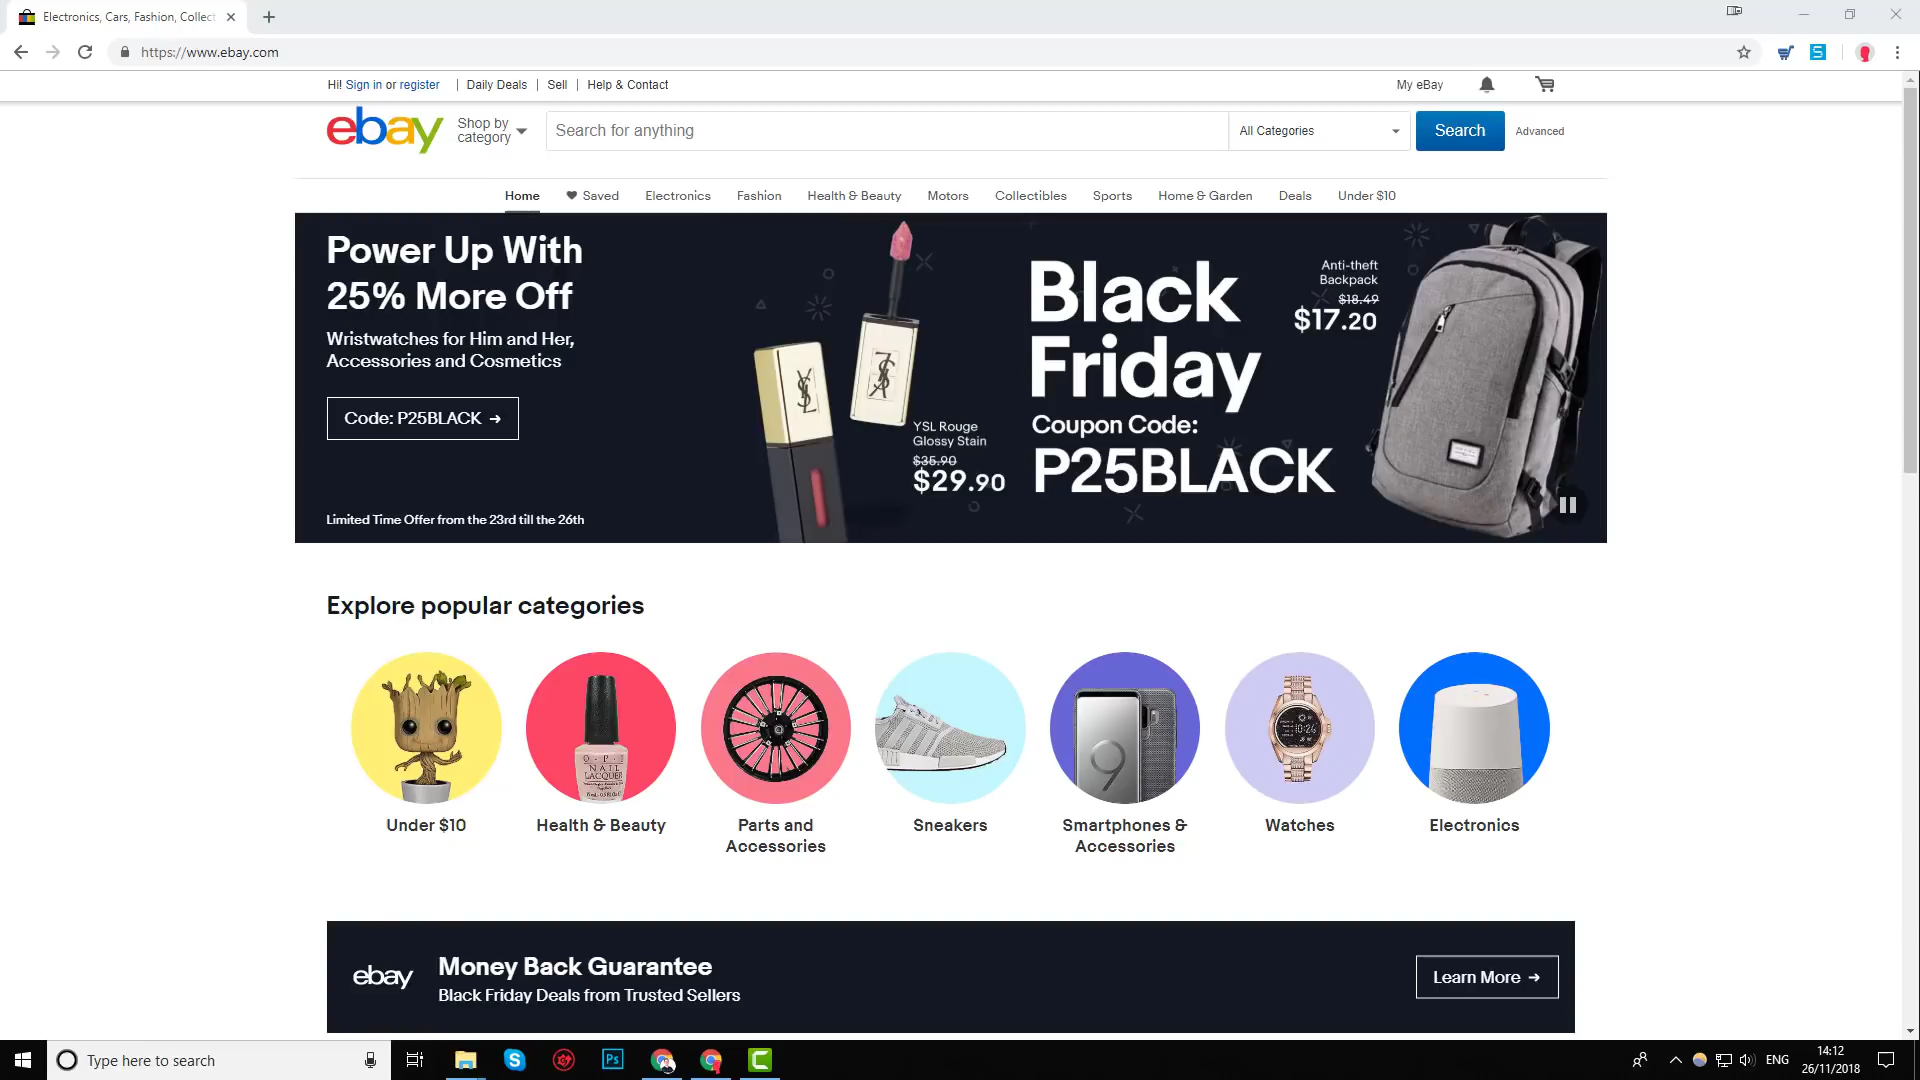 Electronics, Cars, Fashion, Collect
https://www.ebay.com
Hi! Sign in or register | Daily Deals | Sell | Help & Contact
My eBay
ebay
Shop by
category
Search for anything
All Categories
Search
Advanced
Home
Saved
Electronics
Fashion
Health & Beauty
Motors
Collectibles
Sports
Home & Garden
Deals
Under $10
Power Up With
25% More Off
Wristwatches for Him and Her,
Accessories and Cosmetics
Code: P25BLACK →
Limited Time Offer from the 23rd till the 26th
YSL Rouge
Glossy Stain
$35.90
$29.90
Black
Friday
Coupon Code:
P25BLACK
Anti-theft
Backpack
$18.49
$17.20
Explore popular categories
O·P·I
NAIL
LACQUER
9
10:26
Under $10
Health & Beauty
Parts and
Accessories
Sneakers
Smartphones &
Accessories
Watches
Electronics
ebay
Money Back Guarantee
Black Friday Deals from Trusted Sellers
Learn More →
Type here to search
Ps
ENG
14:12
26/11/2018